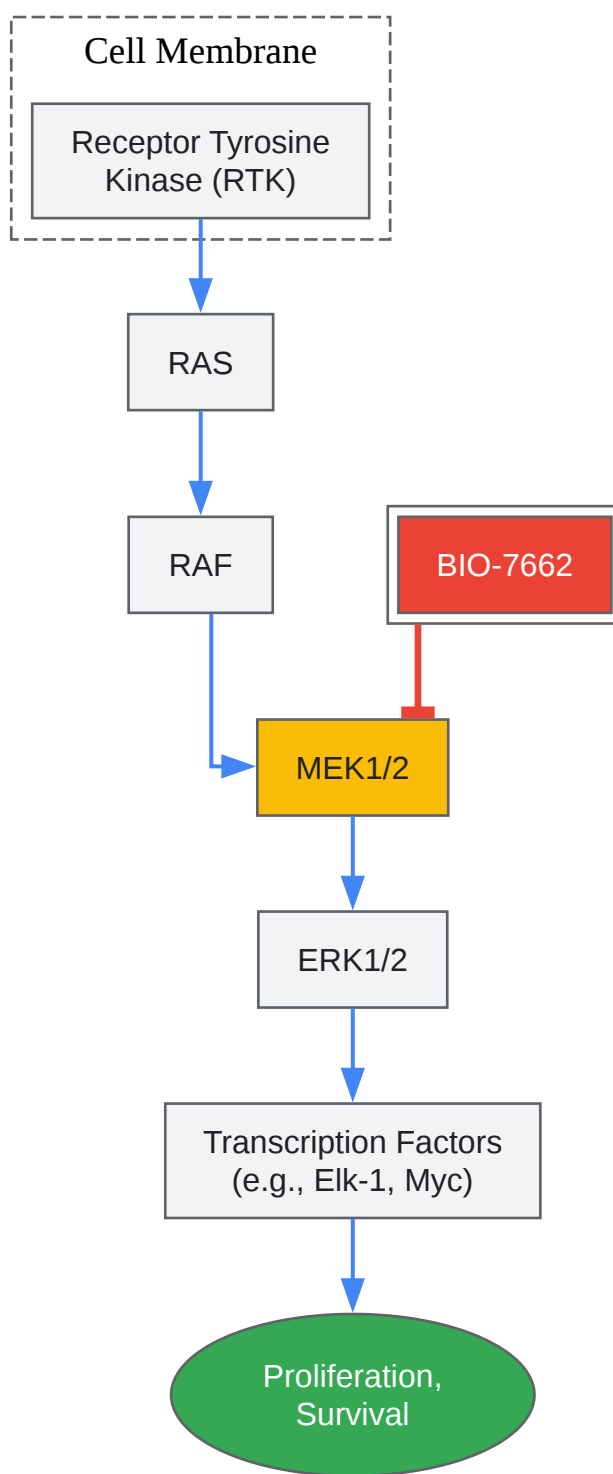 Cell Membrane
Receptor Tyrosine
Kinase (RTK)
RAS
RAF
BIO-7662
MEK1/2
ERK1/2
Transcription Factors
(e.g., Elk-1, Myc)
Proliferation,
Survival